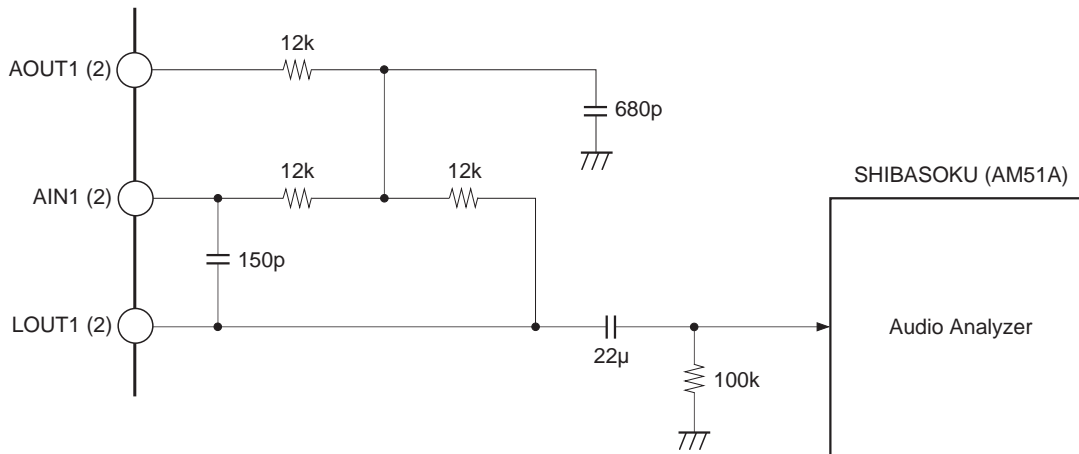 AOUT1 (2)
12k
680p
AIN1 (2)
12k
12k
SHIBASOKU (AM51A)
150p
LOUT1 (2)
22µ
100k
Audio Analyzer